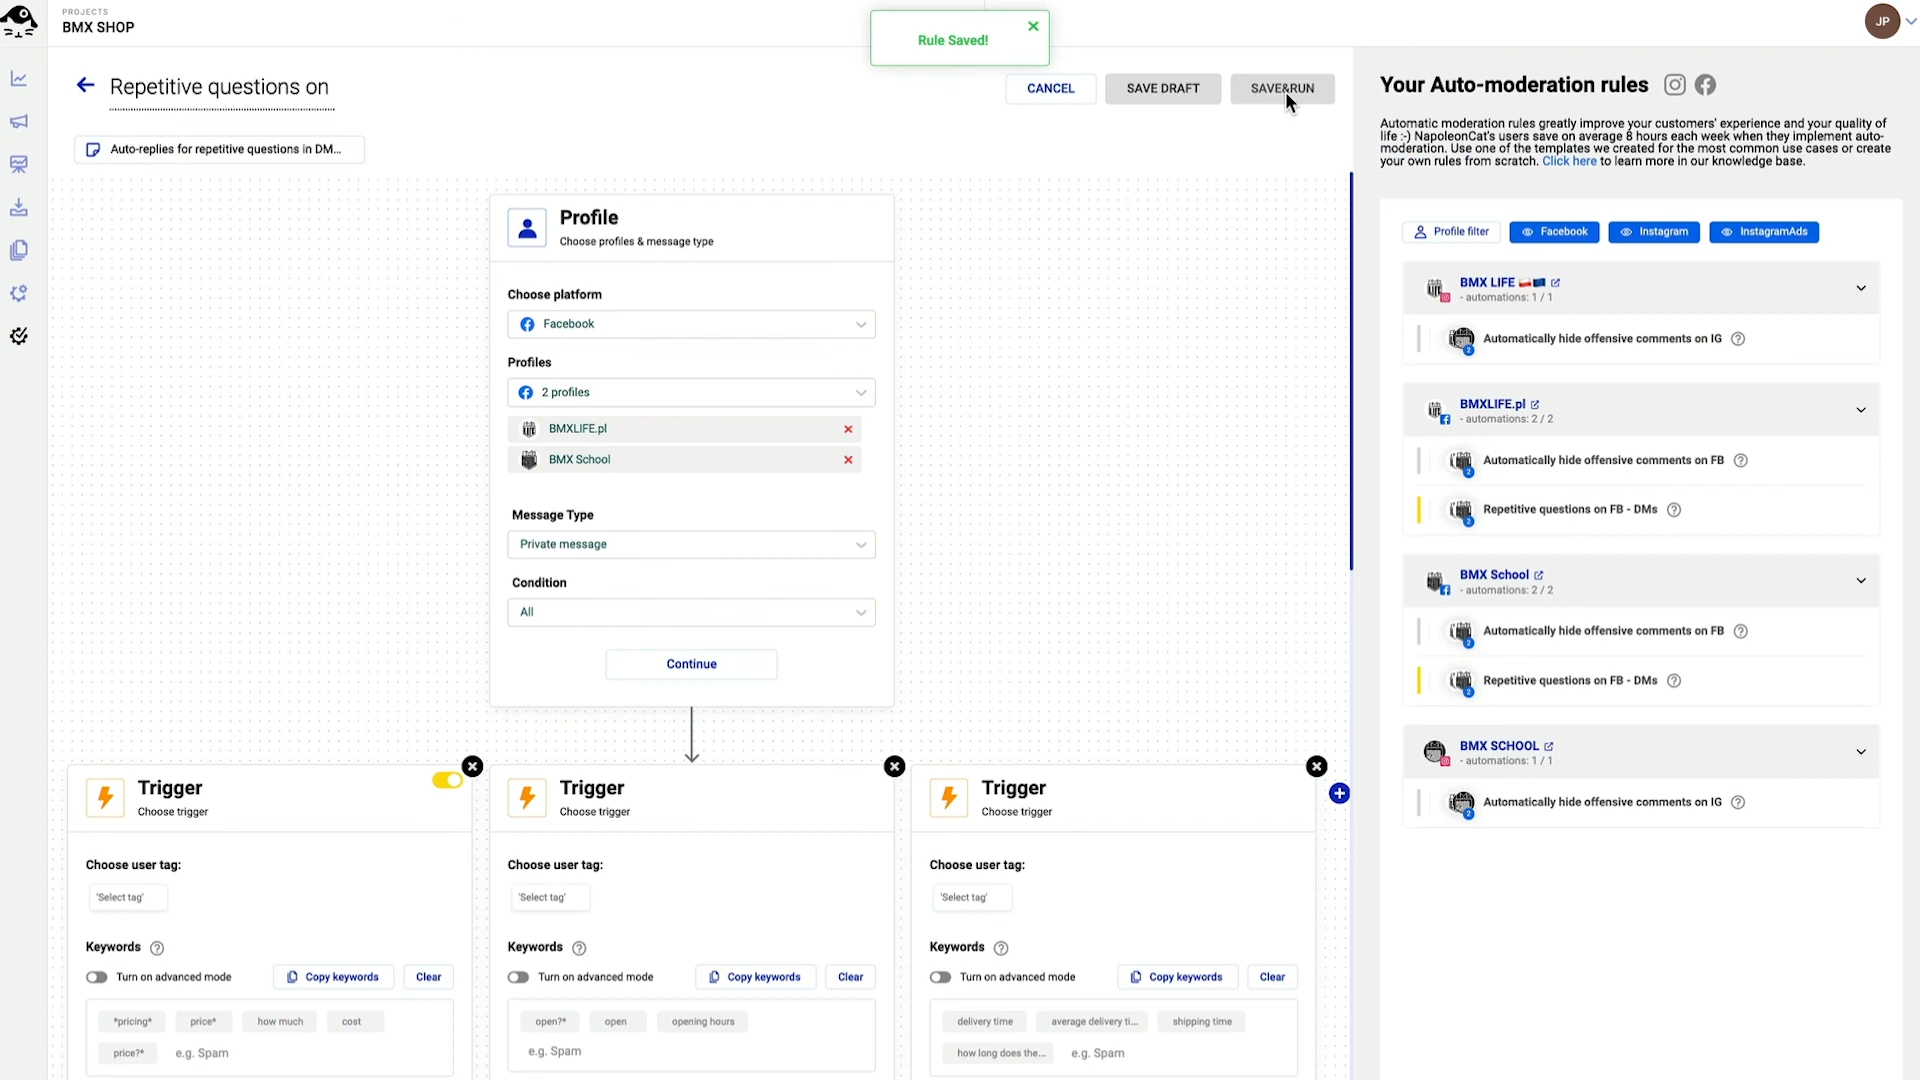 PROJECTS
BMX SHOP
Rule Saved!
JP
Repetitive questions on
CANCEL
SAVE DRAFT
SAVE&RUN
Auto-replies for repetitive questions in DM...
Profile
Choose profiles & message type
Choose platform
Facebook
Profiles
2 profiles
BMXLIFE.pl
BMX School
Message Type
Private message
Condition
All
Continue
Trigger
Choose trigger
Choose user tag:
'Select tag'
Keywords
Turn on advanced mode
Copy keywords
Clear
*pricing*
price*
how much
cost
price?*
e.g. Spam
Trigger
Choose trigger
Choose user tag:
'Select tag'
Keywords
Turn on advanced mode
Copy keywords
Clear
open?*
open
opening hours
e.g. Spam
Trigger
Choose trigger
Choose user tag:
'Select tag'
Keywords
Turn on advanced mode
Copy keywords
Clear
delivery time
average delivery ti...
shipping time
how long does the...
e.g. Spam
Your Auto-moderation rules
Automatic moderation rules greatly improve your customers' experience and your quality of
life :-) NapoleonCat's users save on average 8 hours each week when they implement auto-
moderation. Use one of the templates we created for the most common use cases or create
your own rules from scratch. Click here to learn more in our knowledge base.
Profile filter
Facebook
Instagram
InstagramAds
BMX LIFE
- automations: 1 / 1
2
Automatically hide offensive comments on IG
BMXLIFE.pl
- automations: 2 / 2
2
Automatically hide offensive comments on FB
2
Repetitive questions on FB - DMs
BMX School
- automations: 2 / 2
2
Automatically hide offensive comments on FB
2
Repetitive questions on FB - DMs
BMX SCHOOL
- automations: 1 / 1
2
Automatically hide offensive comments on IG